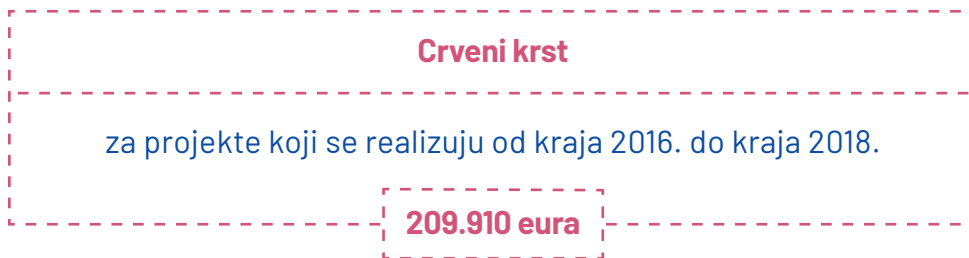 Crveni krst
za projekte koji se realizuju od kraja 2016. do kraja 2018.
209.910 eura